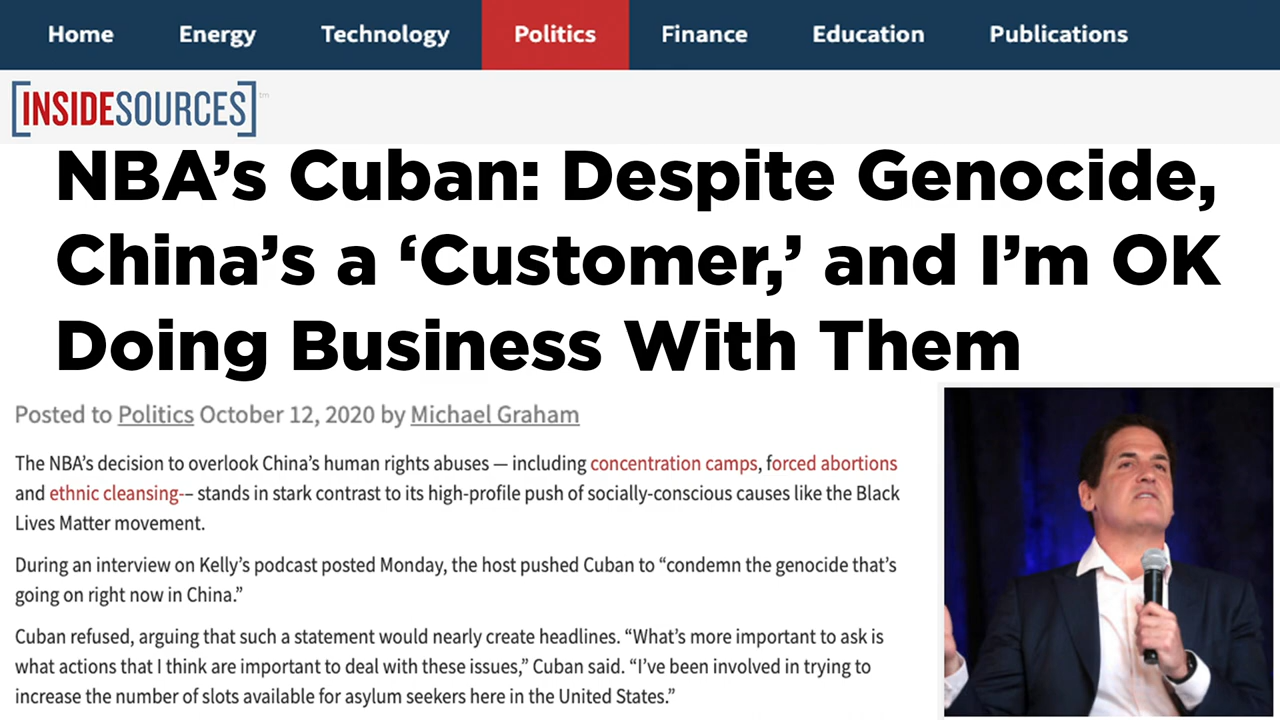 Home Energy Technology Politics Finance Education Publications
[INSIDESOURCES]™
NBA’s Cuban: Despite Genocide,
China’s a ‘Customer,’ and I’m OK
Doing Business With Them
Posted to Politics October 12, 2020 by Michael Graham
The NBA’s decision to overlook China’s human rights abuses — including concentration camps, forced abortions
and ethnic cleansing-– stands in stark contrast to its high-profile push of socially-conscious causes like the Black
Lives Matter movement.
During an interview on Kelly’s podcast posted Monday, the host pushed Cuban to “condemn the genocide that’s
going on right now in China.”
Cuban refused, arguing that such a statement would nearly create headlines. “What’s more important to ask is
what actions that I think are important to deal with these issues,” Cuban said. “I’ve been involved in trying to
increase the number of slots available for asylum seekers here in the United States.”